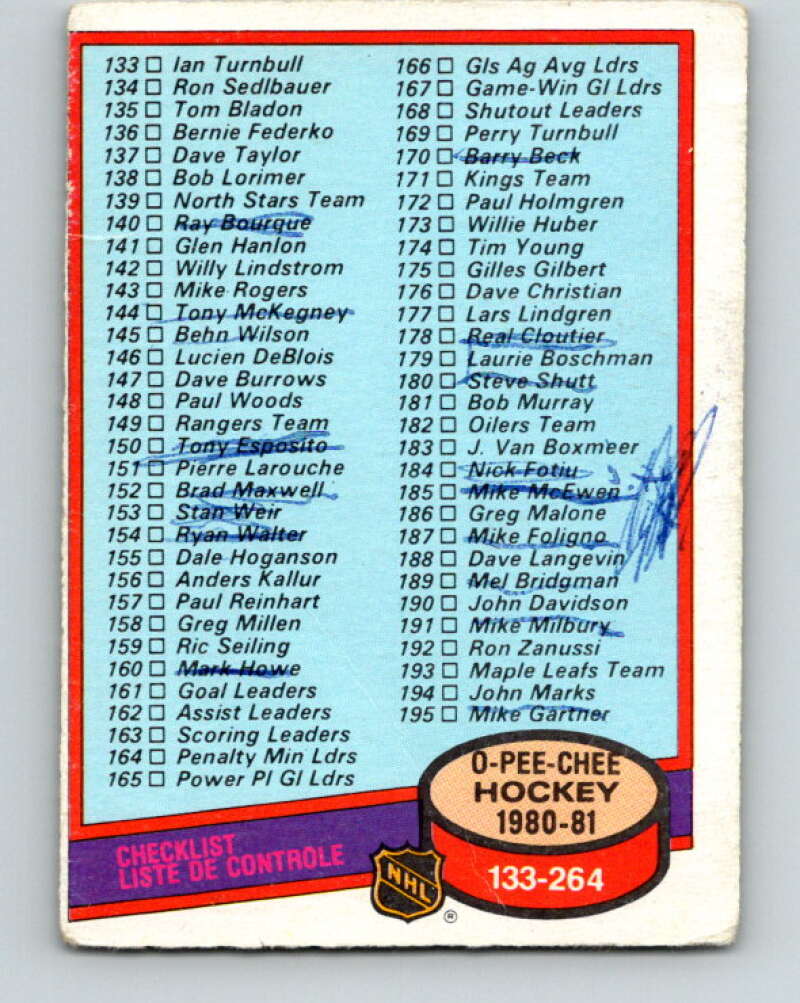 133 □ Ian Turnbull
134 □ Ron Sedlbauer
135 □ Tom Bladon
136 □ Bernie Federko
137 □ Dave Taylor
138 □ Bob Lorimer
139 □ North Stars Team
140 □ Ray Bourque
141 □ Glen Hanlon
142 □ Willy Lindstrom
143 □ Mike Rogers
144 □ Tony McKegney
145 □ Behn Wilson
146 □ Lucien DeBlois
147 □ Dave Burrows
148 □ Paul Woods
149 □ Rangers Team
150 □ Tony Esposito
151 □ Pierre Larouche
152 □ Brad Maxwell
153 □ Stan Weir
154 □ Ryan Walter
155 □ Dale Hoganson
156 □ Anders Kallur
157 □ Paul Reinhart
158 □ Greg Millen
159 □ Ric Seiling
160 □ Mark Howe
161 □ Goal Leaders
162 □ Assist Leaders
163 □ Scoring Leaders
164 □ Penalty Min Ldrs
165 □ Power Pl Gl Ldrs
166 □ Gls Ag Avg Ldrs
167 □ Game-Win Gl Ldrs
168 □ Shutout Leaders
169 □ Perry Turnbull
170 □ Barry Beck
171 □ Kings Team
172 □ Paul Holmgren
173 □ Willie Huber
174 □ Tim Young
175 □ Gilles Gilbert
176 □ Dave Christian
177 □ Lars Lindgren
178 □ Real Cloutier
179 □ Laurie Boschman
180 □ Steve Shutt
181 □ Bob Murray
182 □ Oilers Team
183 □ J. Van Boxmeer
184 □ Nick Fotiu
185 □ Mike McEwen
186 □ Greg Malone
187 □ Mike Foligno
188 □ Dave Langevin
189 □ Mel Bridgman
190 □ John Davidson
191 □ Mike Milbury
192 □ Ron Zanussi
193 □ Maple Leafs Team
194 □ John Marks
195 □ Mike Gartner
CHECKLIST
LISTE DE CONTROLE
NHL
®
O-PEE-CHEE
HOCKEY
1980-81
133-264